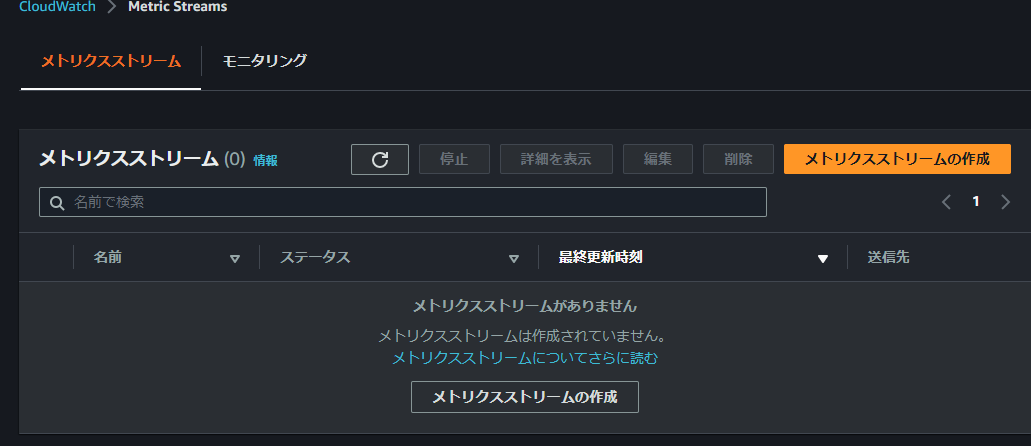 CloudWatch > Metric Streams
メトリクスストリーム モニタリング
メトリクスストリーム (0) 情報 停止 詳細を表示 編集 削除 メトリクスストリームの作成
名前で検索 1
名前 ステータス 最終更新時刻 送信先
メトリクスストリームがありません
メトリクスストリームは作成されていません。
メトリクスストリームについてさらに読む
メトリクスストリームの作成